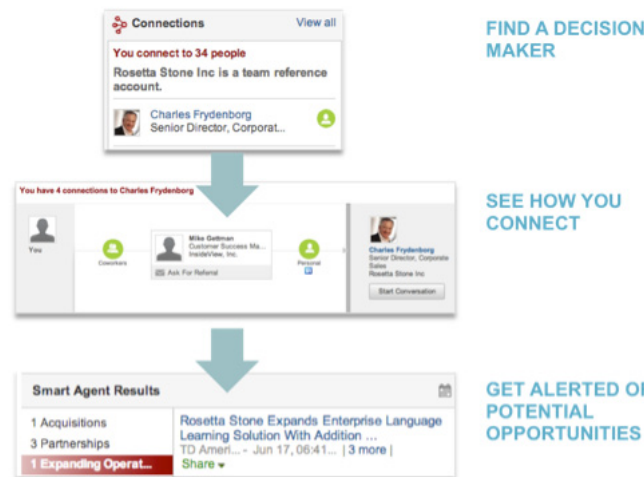 Connections View all
You connect to 34 people
Rosetta Stone Inc is a team reference
account.
Charles Frydenborg
Senior Director, Corporat...
FIND A DECISION
MAKER
You have 4 connections to Charles Frydenborg
You
Coworkers
Mike Gettman
Customer Success Ma...
InsideView, Inc.
Ask For Referral
Personal
Charles Frydenborg
Senior Director, Corporate
Sales
Rosetta Stone Inc
Start Conversation
SEE HOW YOU
CONNECT
Smart Agent Results
1 Acquisitions
3 Partnerships
1 Expanding Operat...
Rosetta Stone Expands Enterprise Language
Learning Solution With Addition ...
TD Ameri... - Jun 17, 06:41... | 3 more |
Share
GET ALERTED
POTENTIAL
OPPORTUNITIES